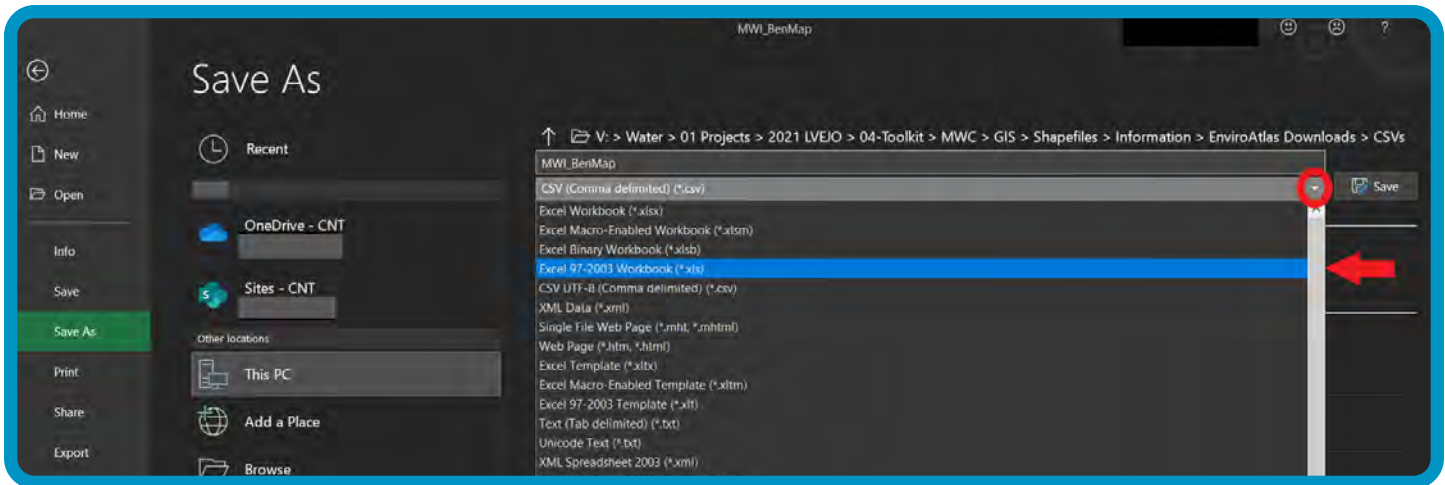 MWI_BenMap
?
Save As
Home
New
Open
Info
Save
Save As
Print
Share
Export
Recent
OneDrive - CNT
Sites - CNT
Other locations
This PC
Add a Place
Browse
V: > Water > 01 Projects > 2021 LVEJO > 04-Toolkit > MWC > GIS > Shapefiles > Information > EnviroAtlas Downloads > CSVs
MWI_BenMap
CSV (Comma delimited) (*.csv)
Save
Excel Workbook (*.xlsx)
Excel Macro-Enabled Workbook (*.xlsm)
Excel Binary Workbook (*.xlsb)
Excel 97-2003 Workbook (*.xls)
CSV UTF-8 (Comma delimited) (*.csv)
XML Data (*.xml)
Single File Web Page (*.mht, *.mhtml)
Web Page (*.htm, *.html)
Excel Template (*.xltx)
Excel Macro-Enabled Template (*.xltm)
Excel 97-2003 Template (*.xlt)
Text (Tab delimited) (*.txt)
Unicode Text (*.txt)
XML Spreadsheet 2003 (*.xml)